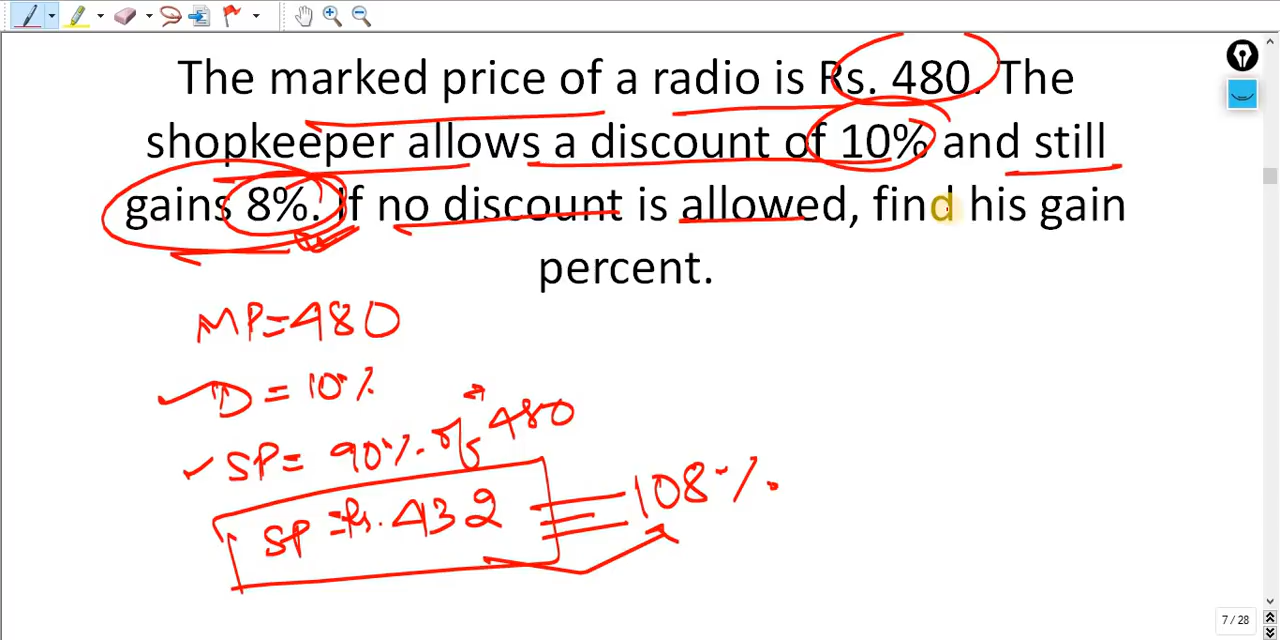 The marked price of a radio is Rs. 480. The
shopkeeper allows a discount of 10% and still
gains 8%. If no discount is allowed, find his gain
percent.
MP=480
D = 10%
SP= 90% of 480
SP =Rs. 432 108%.
7 / 28